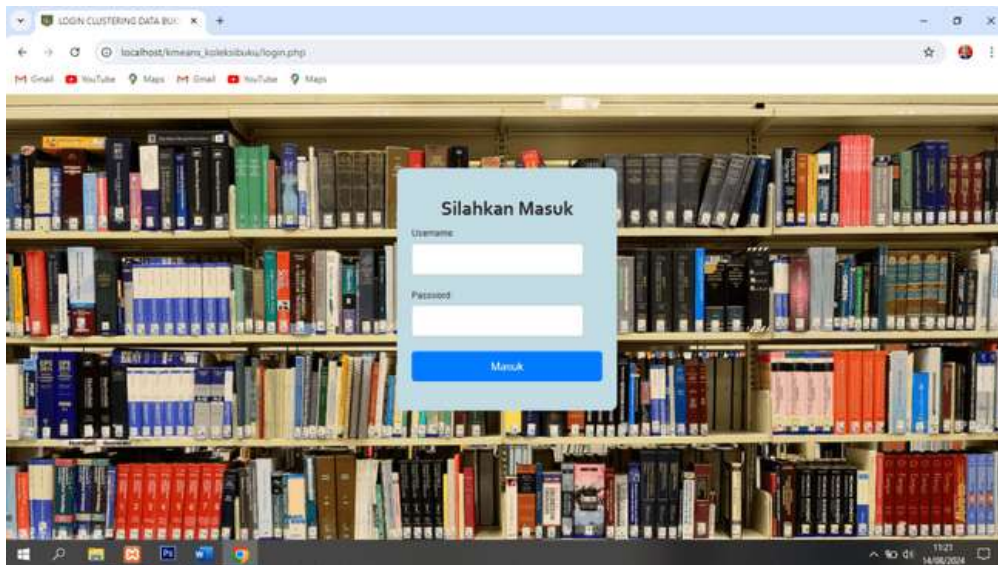 LOGIN CLUSTERING DATA BUK
localhost/kmeans_koleksibuku/login.php
Gmail YouTube Maps Gmail YouTube Maps
Silahkan Masuk
Username
Password
Masuk
11:21
14/08/2024